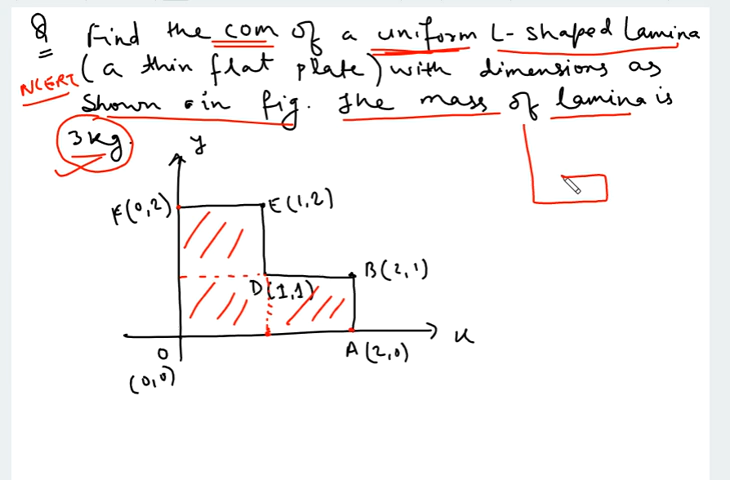 Q Find the COM of a uniform L-shaped lamina
NCERT (a thin flat plate) with dimensions as
shown in fig. The mass of lamina is
3kg.
y
F(0,2) E(1,2)
D(1,1) B(2,1)
O A(2,0) x
(0,0)